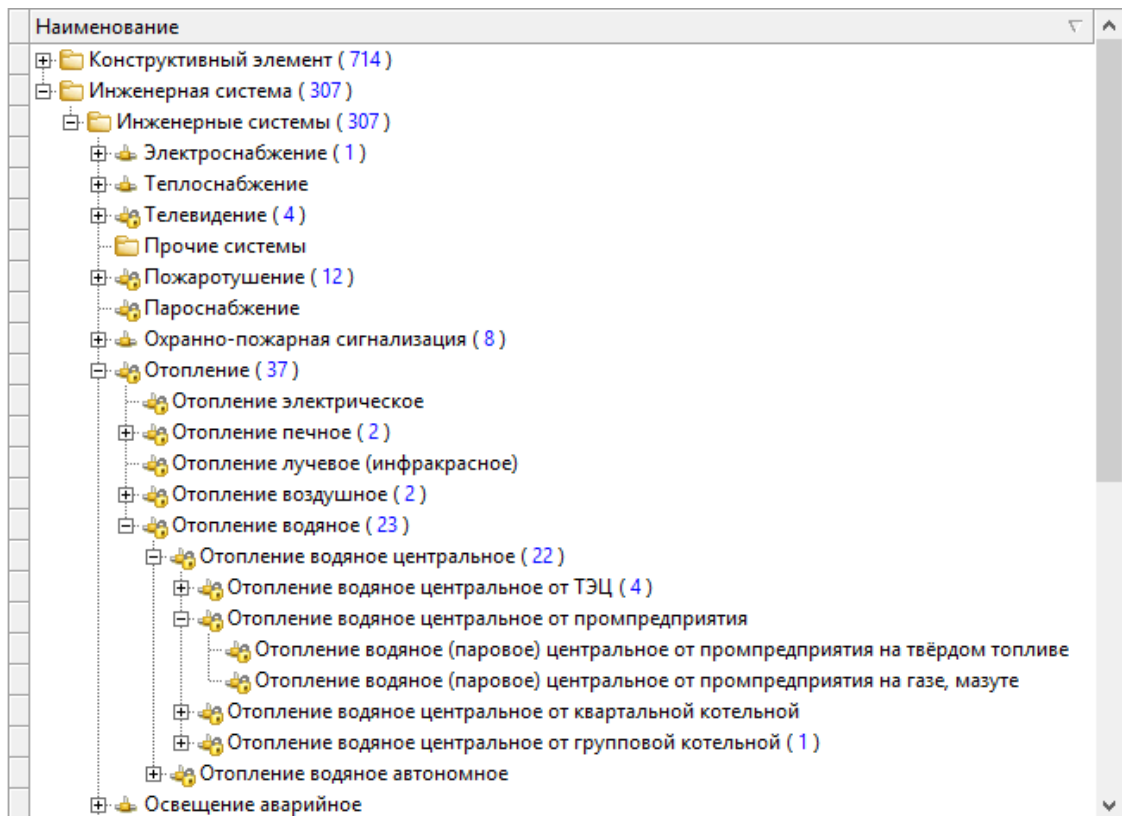 Наименование
Конструктивный элемент ( 714 )
Инженерная система ( 307 )
Инженерные системы ( 307 )
Электроснабжение ( 1 )
Теплоснабжение
Телевидение ( 4 )
Прочие системы
Пожаротушение ( 12 )
Пароснабжение
Охранно-пожарная сигнализация ( 8 )
Отопление ( 37 )
Отопление электрическое
Отопление печное ( 2 )
Отопление лучевое (инфракрасное)
Отопление воздушное ( 2 )
Отопление водяное ( 23 )
Отопление водяное центральное ( 22 )
Отопление водяное центральное от ТЭЦ ( 4 )
Отопление водяное центральное от промпредприятия
Отопление водяное (паровое) центральное от промпредприятия на твёрдом топливе
Отопление водяное (паровое) центральное от промпредприятия на газе, мазуте
Отопление водяное центральное от квартальной котельной
Отопление водяное центральное от групповой котельной ( 1 )
Отопление водяное автономное
Освещение аварийное